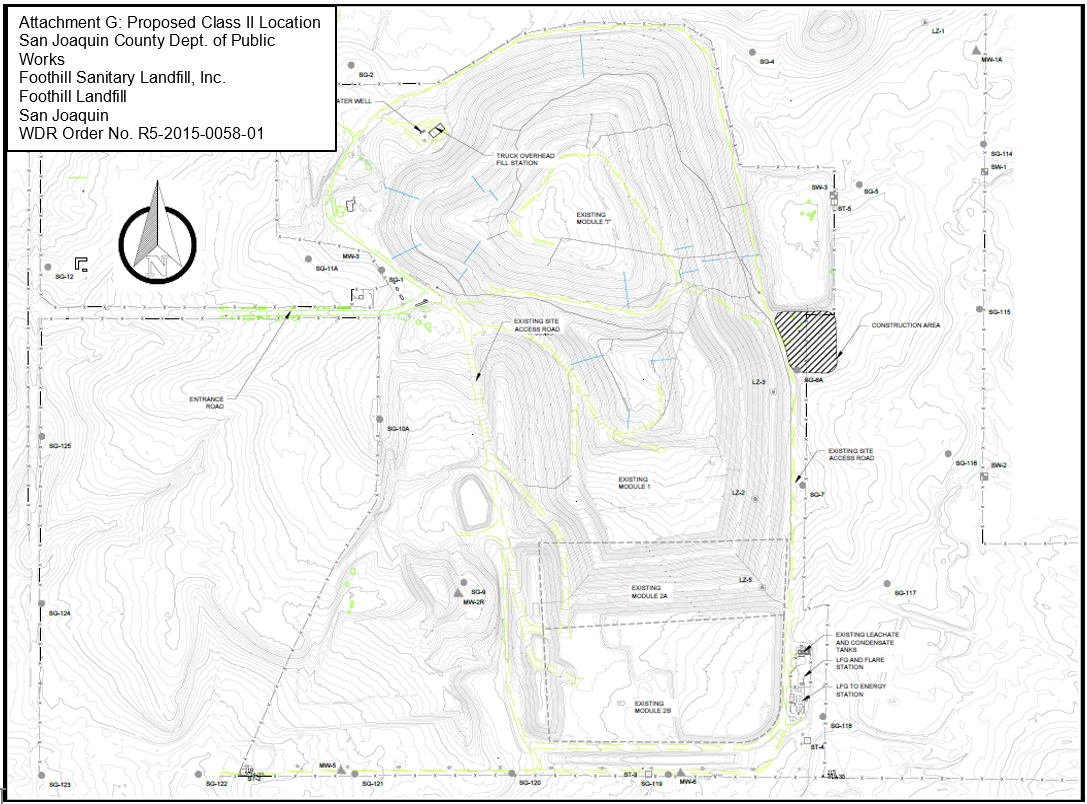 Attachment G: Proposed Class II Location
San Joaquin County Dept. of Public
Works
Foothill Sanitary Landfill, Inc.
Foothill Landfill
San Joaquin
WDR Order No. R5-2015-0058-01
LZ-1
SG-4
MW-1A
SG-2
ATER WELL
TRUCK OVERHEAD
FILL STATION
SG-114
SW-1
SW-3
SG-5
ST-5
EXISTING
MODULE "I"
N
MW-3
SG-11A
SG-12
SG-1
SG-115
EXISTING SITE
ACCESS ROAD
CONSTRUCTION AREA
SG-6A
LZ-3
ENTRANCE
ROAD
SG-10A
SG-125
EXISTING SITE
ACCESS ROAD
SG-116
SW-2
EXISTING
MODULE 1
LZ-2
SG-7
LZ-5
EXISTING
MODULE 2A
SG-9
MW-2R
SG-117
SG-124
EXISTING LEACHATE
AND CONDENSATE
TANKS
LFG AND FLARE
STATION
LFG TO ENERGY
STATION
EXISTING
MODULE 2B
SG-118
ST-4
MW-5
SG-123
SG-122
ST-2
SG-121
SG-120
ST-3
SG-119
MW-6